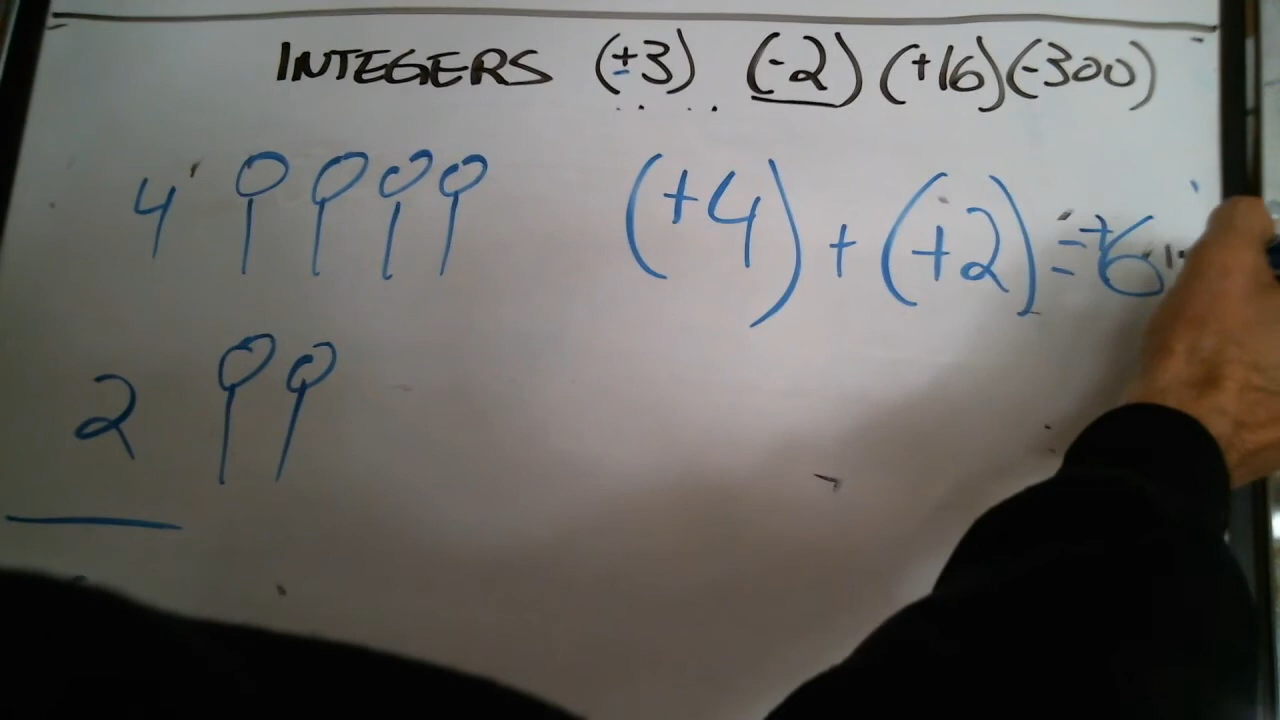 INTEGERS (+3) (-2) (+16) (-300)
4 (+4) + (+2) = +6
2